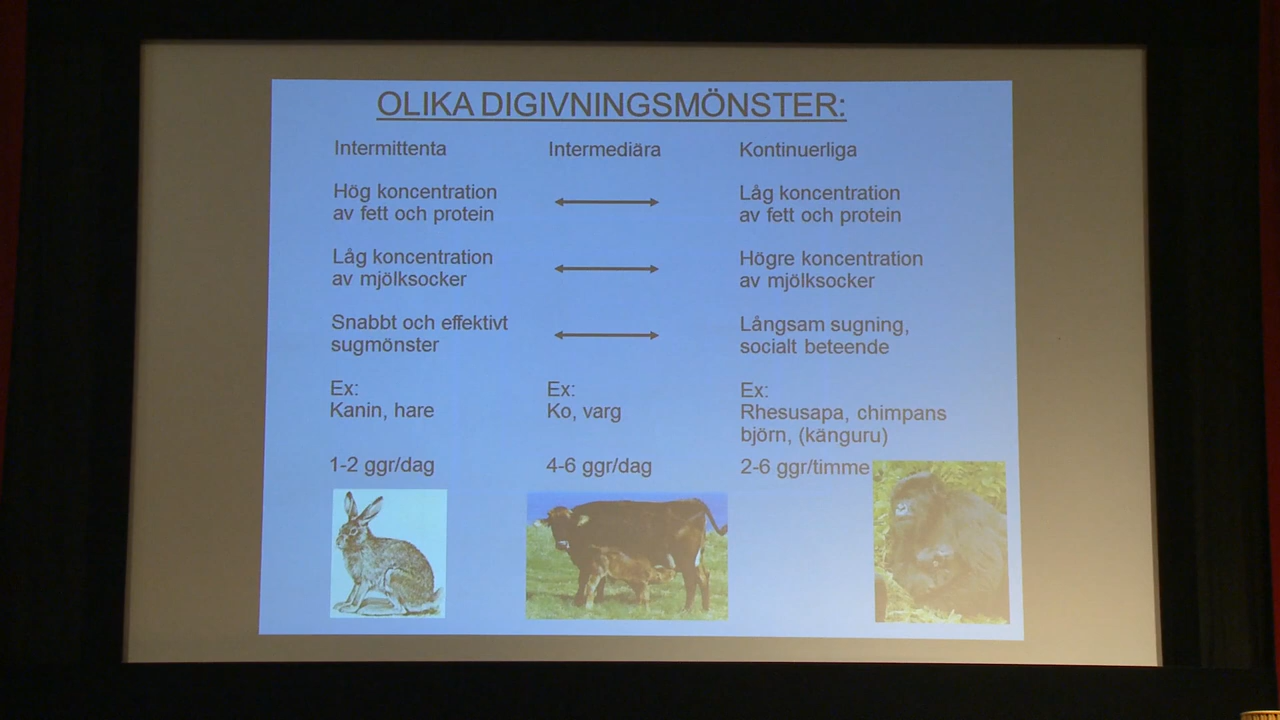 OLIKA DIGIVNINGSMÖNSTER:
Intermittenta
Intermediära
Kontinuerliga
Hög koncentration
av fett och protein
Låg koncentration
av fett och protein
Låg koncentration
av mjölksocker
Högre koncentration
av mjölksocker
Snabbt och effektivt
sugmönster
Långsam sugning,
socialt beteende
Ex:
Kanin, hare
Ex:
Ko, varg
Ex:
Rhesusapa, chimpans
björn, (känguru)
1-2 ggr/dag
4-6 ggr/dag
2-6 ggr/timme